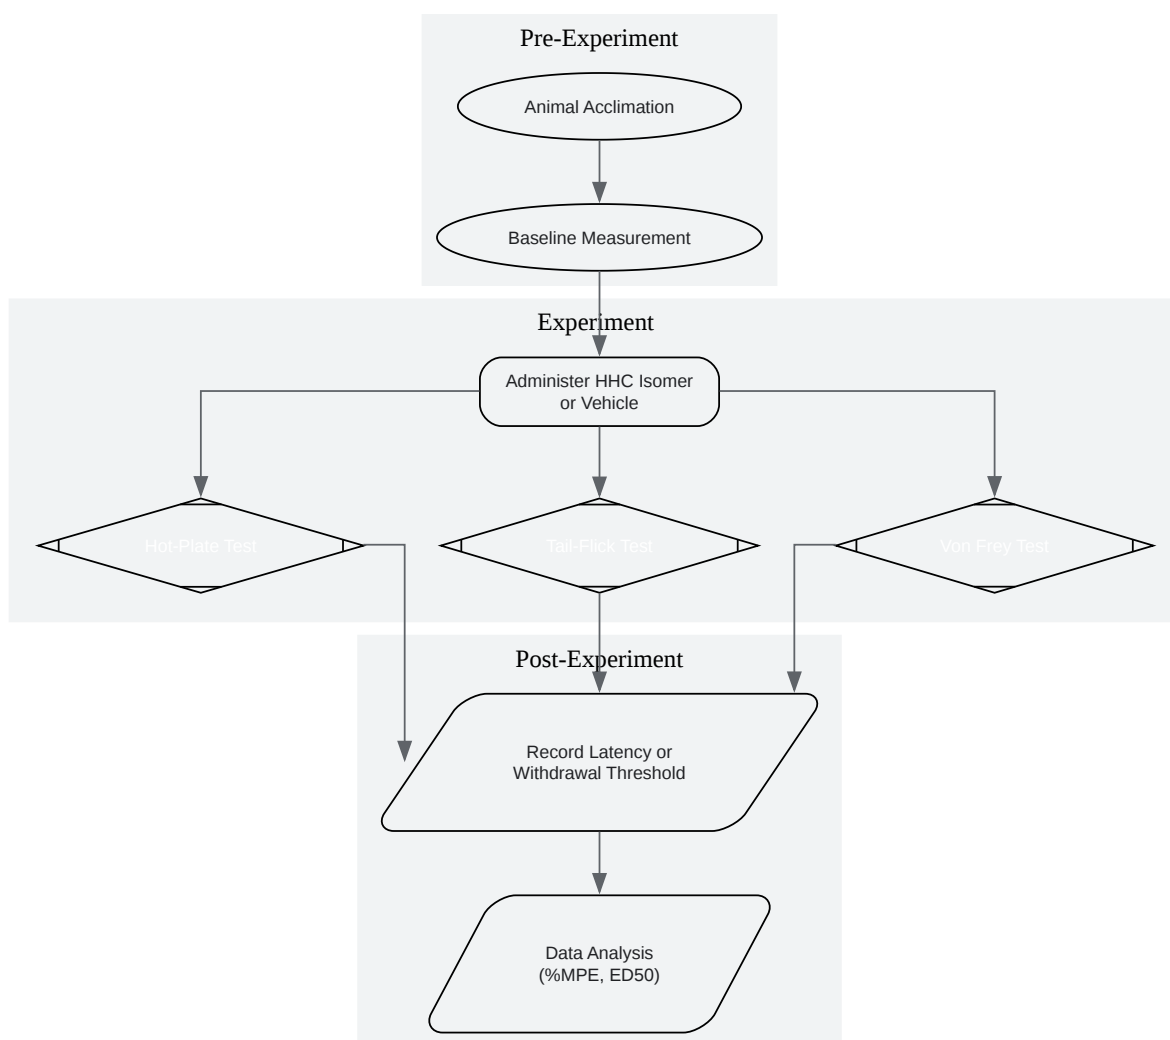 Pre-Experiment
Animal Acclimation
Baseline Measurement
Experiment
Administer HHC Isomer
or Vehicle
Hot-Plate Test
Tail-Flick Test
Von Frey Test
Post-Experiment
Record Latency or
Withdrawal Threshold
Data Analysis
(%MPE, ED50)